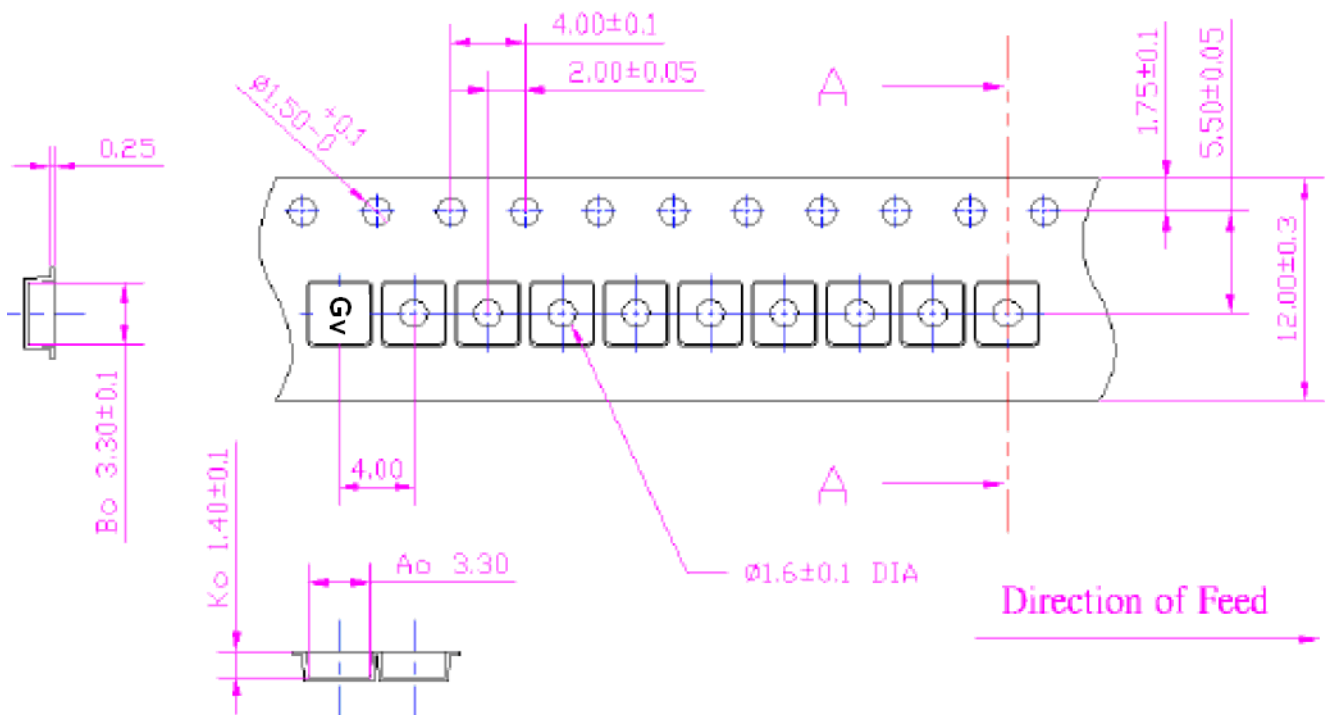 4.00±0.1
2.00±0.05
Ø1.50 +0.1 -0
0.25
A
1.75±0.1
5.50±0.05
12.00±0.3
Gv
Bo 3.30±0.1
4.00
A
Ko 1.40±0.1
Ao 3.30
Ø1.6±0.1 DIA
Direction of Feed